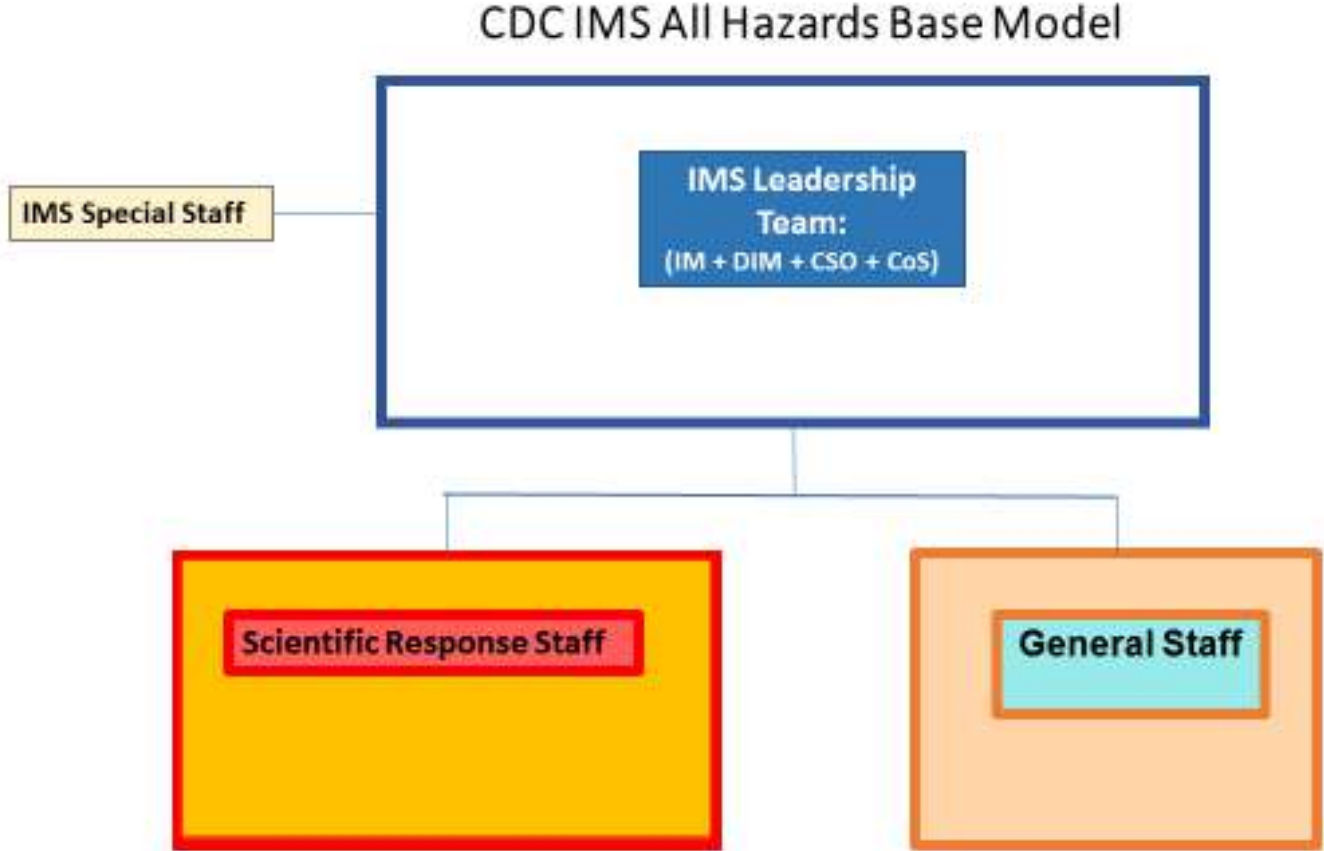 CDC IMS All Hazards Base Model
IMS Leadership
Team:
(IM + DIM + CSO + CoS)
IMS Special Staff
Scientific Response Staff
General Staff